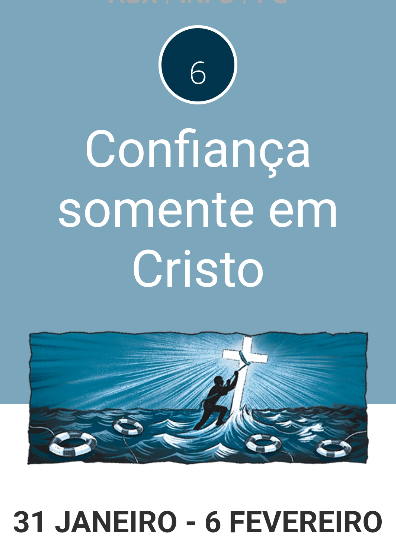 6
Confiança
somente em
Cristo
31 JANEIRO - 6 FEVEREIRO